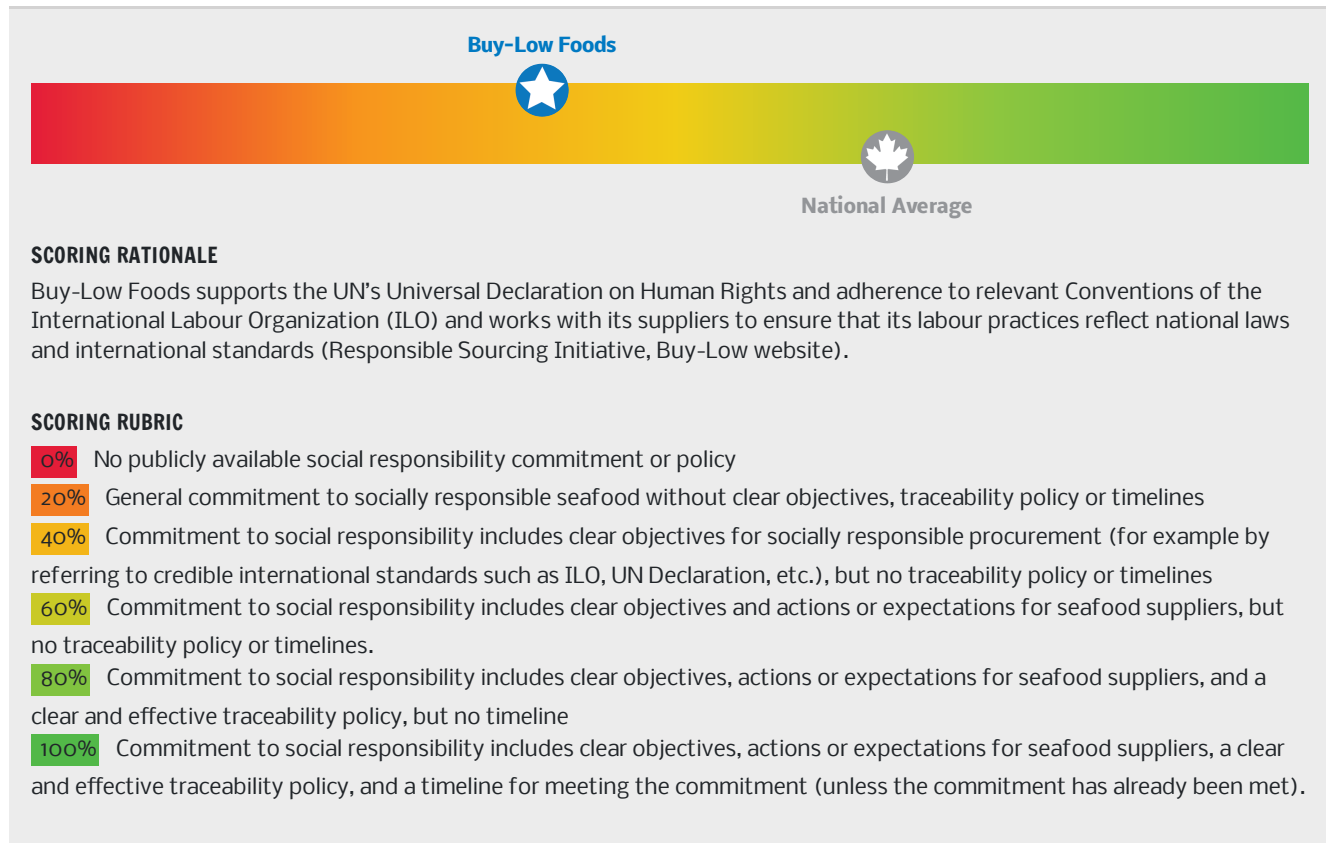 Buy-Low Foods
National Average
SCORING RATIONALE
Buy-Low Foods supports the UN's Universal Declaration on Human Rights and adherence to relevant Conventions of the
International Labour Organization (ILO) and works with its suppliers to ensure that its labour practices reflect national laws
and international standards (Responsible Sourcing Initiative, Buy-Low website).
SCORING RUBRIC
0% No publicly available social responsibility commitment or policy
20% General commitment to socially responsible seafood without clear objectives, traceability policy or timelines
40% Commitment to social responsibility includes clear objectives for socially responsible procurement (for example by
referring to credible international standards such as ILO, UN Declaration, etc.), but no traceability policy or timelines
60% Commitment to social responsibility includes clear objectives and actions or expectations for seafood suppliers, but
no traceability policy or timelines.
80% Commitment to social responsibility includes clear objectives, actions or expectations for seafood suppliers, and a
clear and effective traceability policy, but no timeline
100% Commitment to social responsibility includes clear objectives, actions or expectations for seafood suppliers, a clear
and effective traceability policy, and a timeline for meeting the commitment (unless the commitment has already been met).